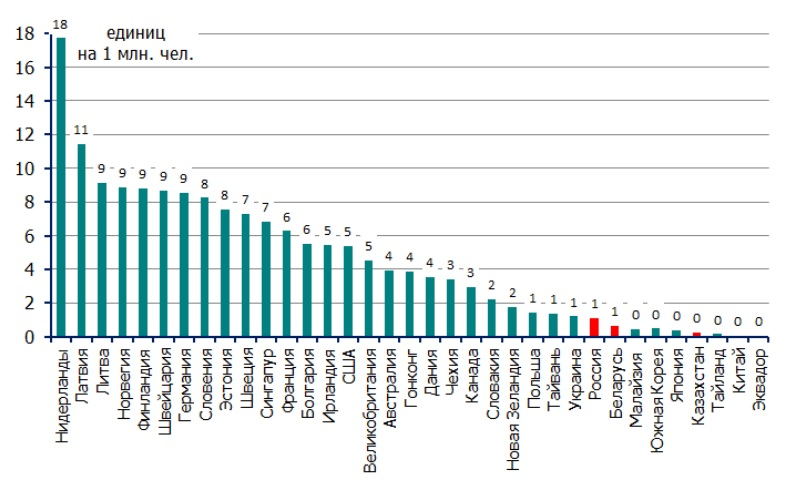 единиц
на 1 млн. чел.
18
16
14
12
10
8
6
4
2
0
18
11
9
9
9
9
9
8
8
7
7
6
6
5
5
5
4
4
4
3
3
2
2
1
1
1
1
1
0
0
0
0
0
0
0
Нидерланды
Латвия
Литва
Норвегия
Финландия
Швейцария
Германия
Словения
Эстония
Швеция
Сингапур
Франция
Болгария
Ирландия
США
Великобритания
Австралия
Гонконг
Дания
Чехия
Канада
Словакия
Новая Зеландия
Польша
Тайвань
Украина
Россия
Беларусь
Малайзия
Южная Корея
Япония
Казахстан
Тайланд
Китай
Эквадор